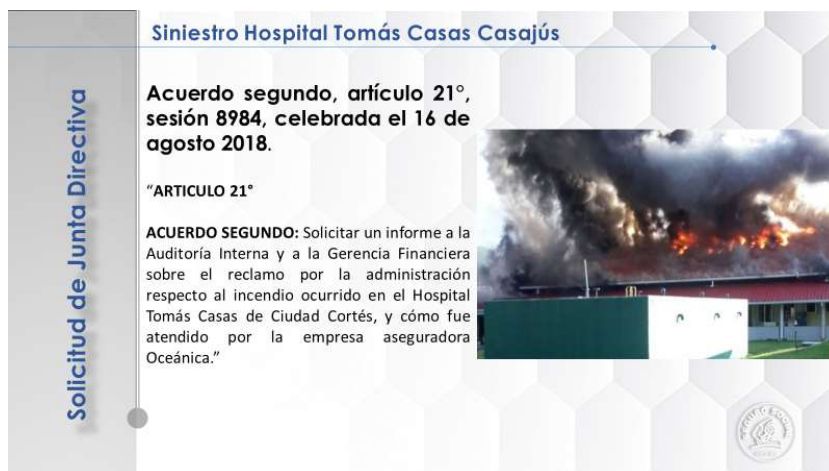 Siniestro Hospital Tomás Casas Casajús
Solicitud de Junta Directiva
Acuerdo segundo, artículo 21°,
sesión 8984, celebrada el 16 de
agosto 2018.
“ARTICULO 21°
ACUERDO SEGUNDO: Solicitar un informe a la
Auditoría Interna y a la Gerencia Financiera
sobre el reclamo por la administración
respecto al incendio ocurrido en el Hospital
Tomás Casas de Ciudad Cortés, y cómo fue
atendido por la empresa aseguradora
Oceánica.”